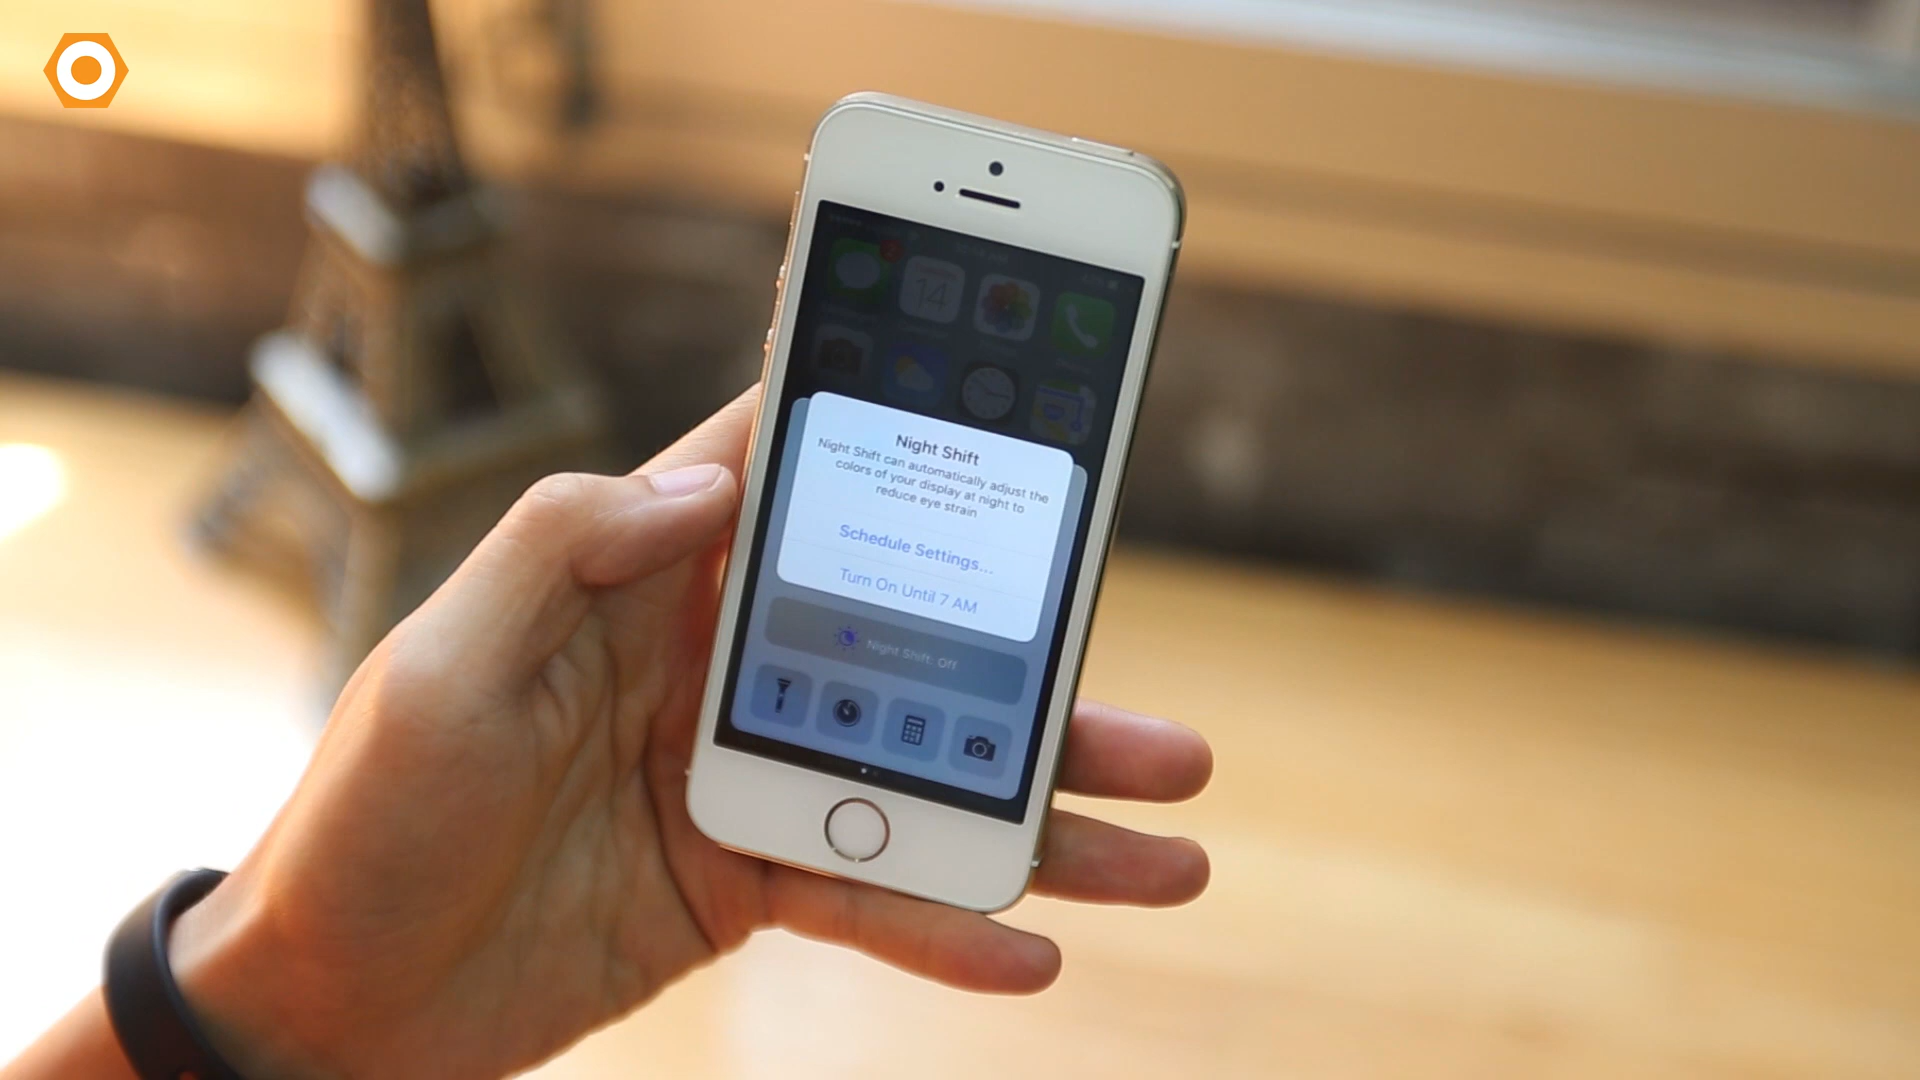 14
Night Shift
Night Shift can automatically adjust the
colors of your display at night to
reduce eye strain
Schedule Settings...
Turn On Until 7 AM
Night Shift: Off